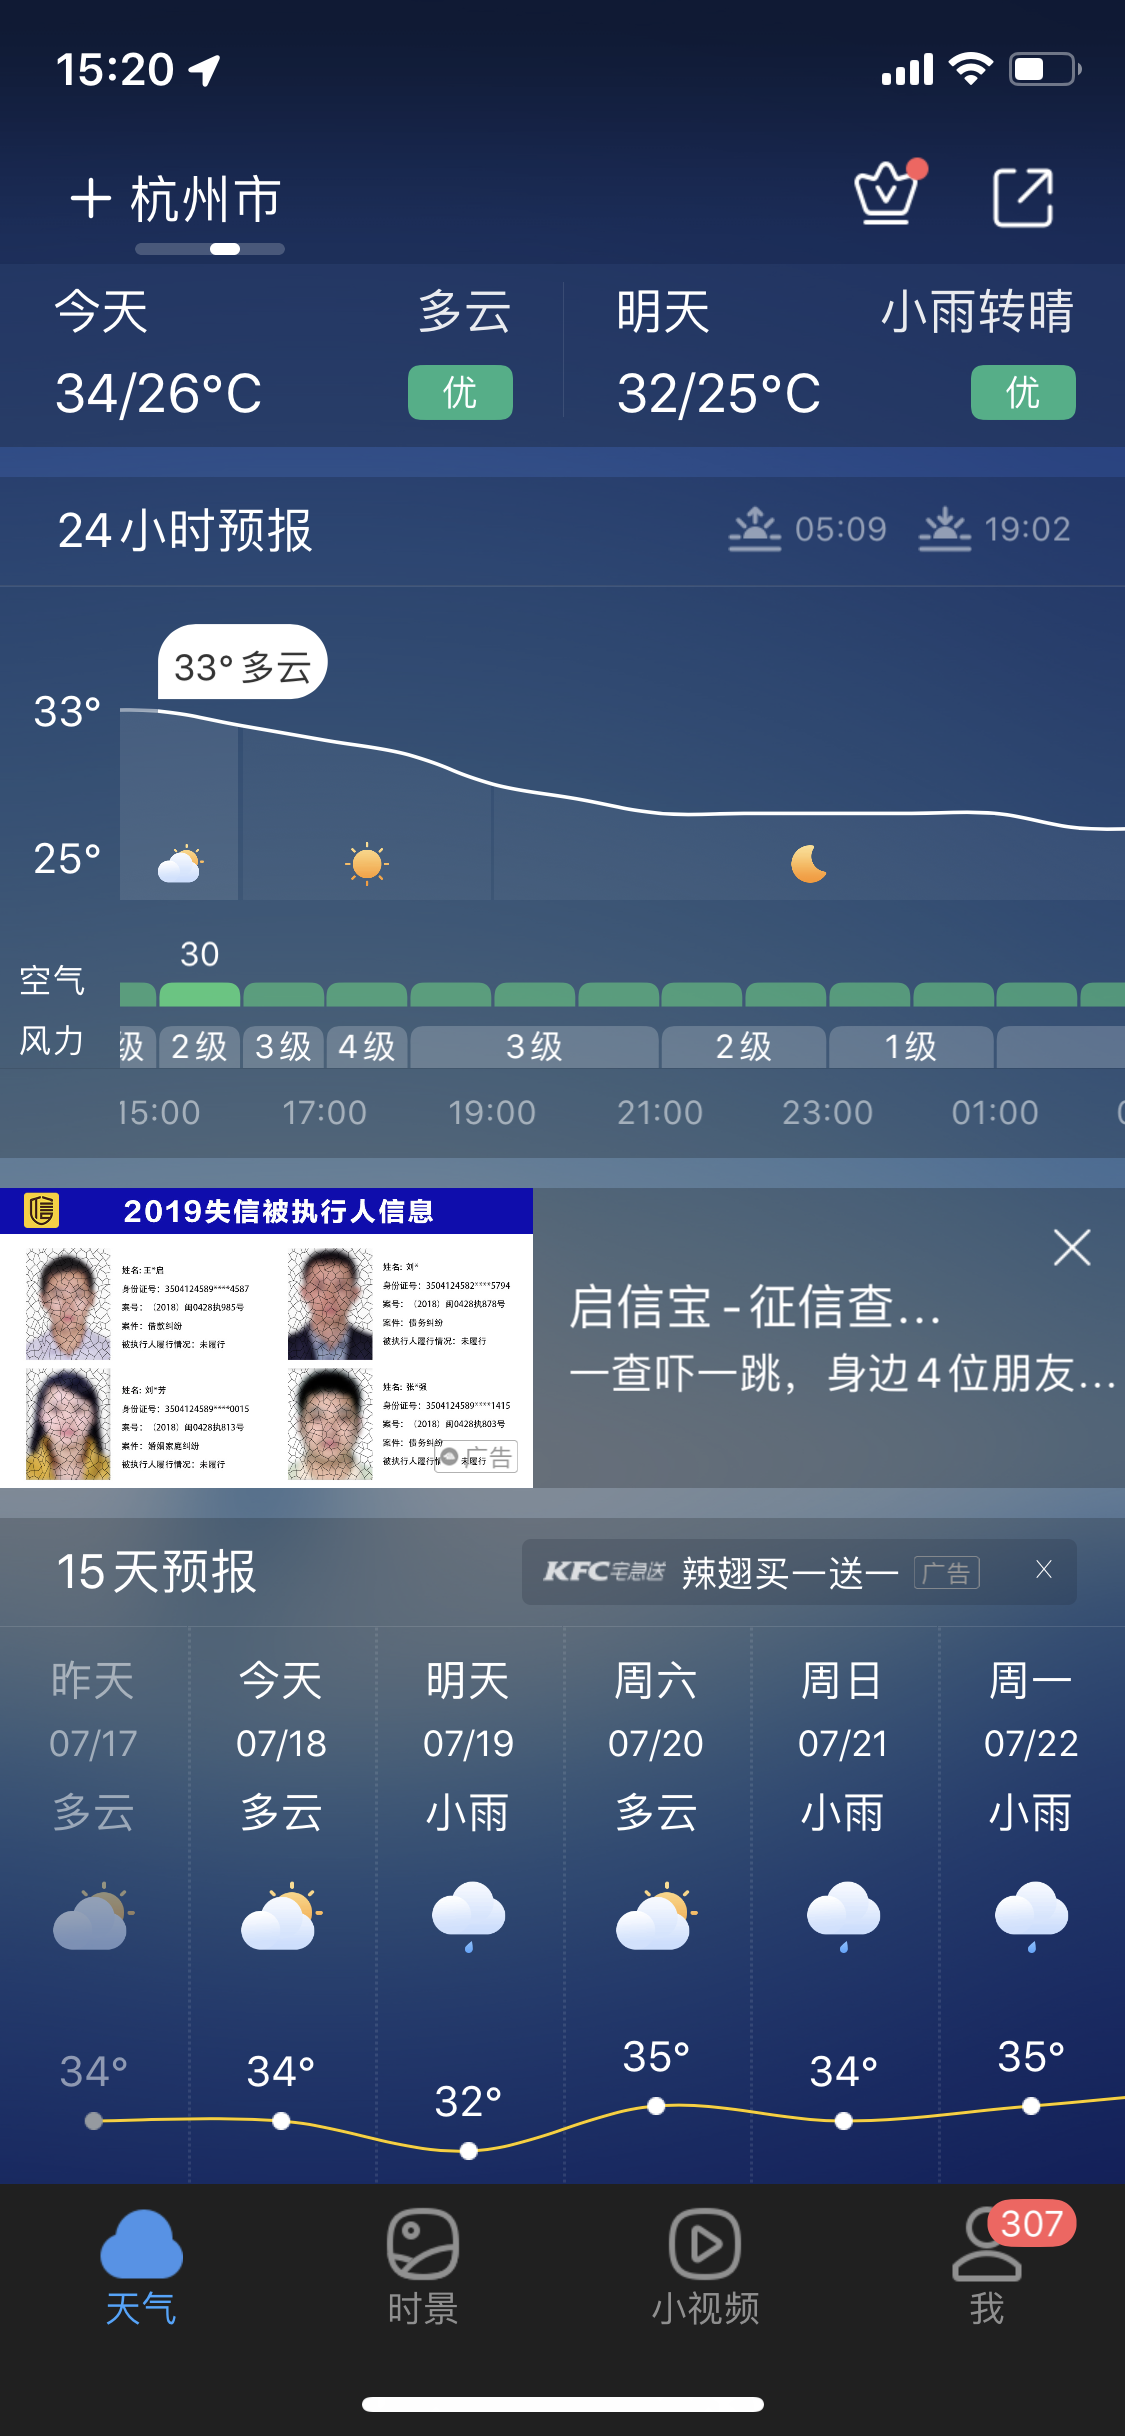 15:20
杭州市
今天 多云 明天 小雨转晴
34/26°C 优 32/25°C 优
24小时预报 05:09 19:02
33°多云
33°
25°
30
空气
风力 级 2级 3级 4级 3级 2级 1级
15:00 17:00 19:00 21:00 23:00 01:00
信 2019失信被执行人信息
姓名: 王*启
身份证号: 3504124589****4587
案号: (2018) 闽0428执985号
案件: 借款纠纷
被执行人履行情况: 未履行
姓名: 刘*
身份证号: 3504124582****5794
案号: (2018) 闽0428执878号
案件: 债务纠纷
被执行人履行情况: 未履行
姓名: 刘*芳
身份证号: 3504124589****0015
案号: (2018) 闽0428执813号
案件: 婚姻家庭纠纷
被执行人履行情况: 未履行
姓名: 张*强
身份证号: 3504124589****1415
案号: (2018) 闽0428执803号
案件: 债务纠纷
被执行人履行 未履行
广告
启信宝-征信查...
一查吓一跳，身边4位朋友...
15天预报 KFC宅急送 辣翅买一送一 广告 X
昨天 今天 明天 周六 周日 周一
07/17 07/18 07/19 07/20 07/21 07/22
多云 多云 小雨 多云 小雨 小雨
34° 34° 32° 35° 34° 35°
307
天气 时景 小视频 我